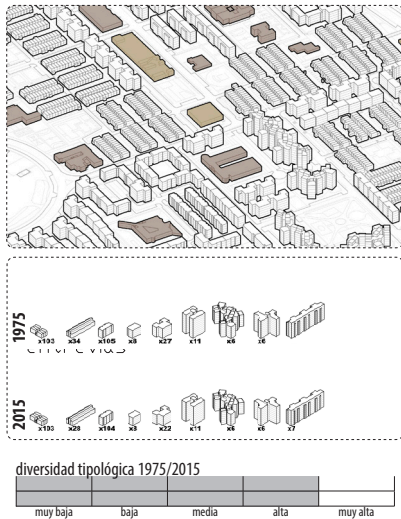 1975
x103 x34 x105 x8 x27 x11 x6 x6
2015
x103 x28 x104 x3 x22 x11 x6 x6 x7
diversidad tipológica 1975/2015
muy baja baja media alta muy alta